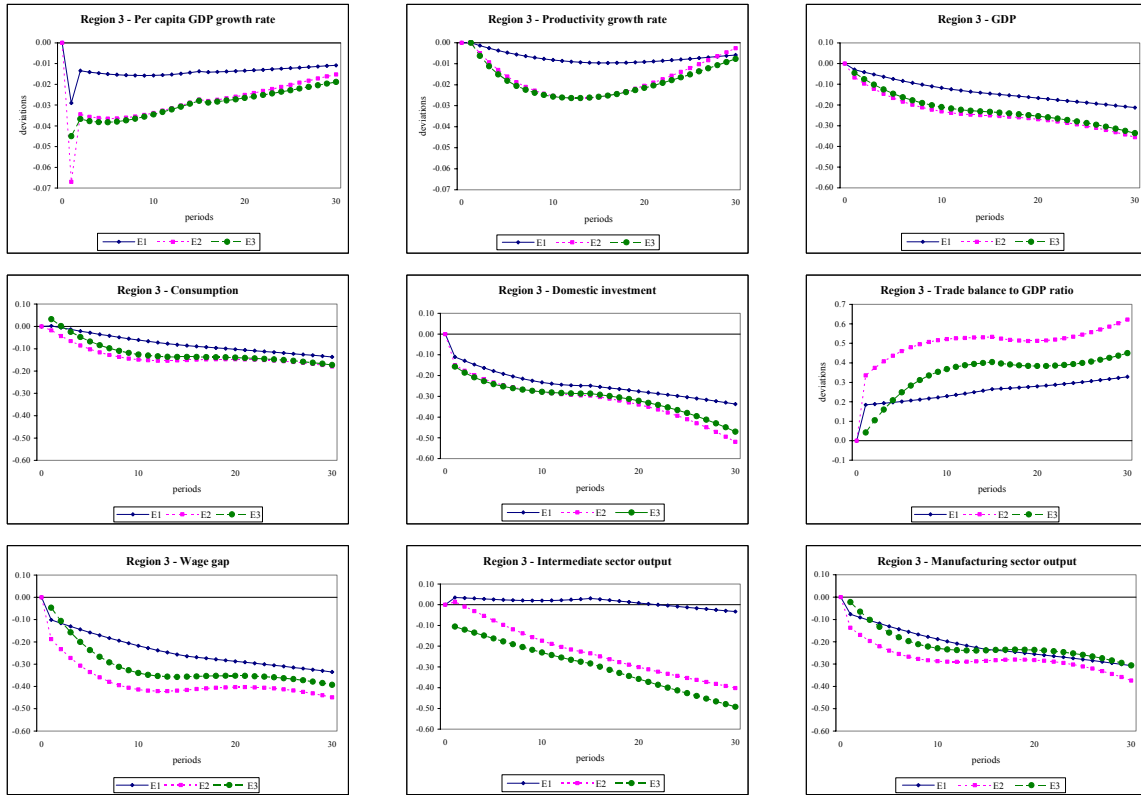 Region 3 - Per capita GDP growth rate
0.00
-0.01
-0.02
-0.03
-0.04
-0.05
-0.06
-0.07
deviations
0 10 20 30
periods
E1 E2 E3
Region 3 - Productivity growth rate
0.00
-0.01
-0.02
-0.03
-0.04
-0.05
-0.06
-0.07
deviations
0 10 20 30
periods
E1 E2 E3
Region 3 - GDP
0.10
0.00
-0.10
-0.20
-0.30
-0.40
-0.50
-0.60
0 10 20 30
periods
E1 E2 E3
Region 3 - Consumption
0.10
0.00
-0.10
-0.20
-0.30
-0.40
-0.50
-0.60
0 10 20 30
periods
E1 E2 E3
Region 3 - Domestic investment
0.10
0.00
-0.10
-0.20
-0.30
-0.40
-0.50
-0.60
0 10 20 30
periods
E1 E2 E3
Region 3 - Trade balance to GDP ratio
0.7
0.6
0.5
0.4
0.3
0.2
0.1
0.0
-0.1
deviations
0 10 20 30
periods
E1 E2 E3
Region 3 - Wage gap
0.10
0.00
-0.10
-0.20
-0.30
-0.40
-0.50
-0.60
0 10 20 30
periods
E1 E2 E3
Region 3 - Intermediate sector output
0.10
0.00
-0.10
-0.20
-0.30
-0.40
-0.50
-0.60
0 10 20 30
periods
E1 E2 E3
Region 3 - Manufacturing sector output
0.10
0.00
-0.10
-0.20
-0.30
-0.40
-0.50
-0.60
0 10 20 30
periods
E1 E2 E3